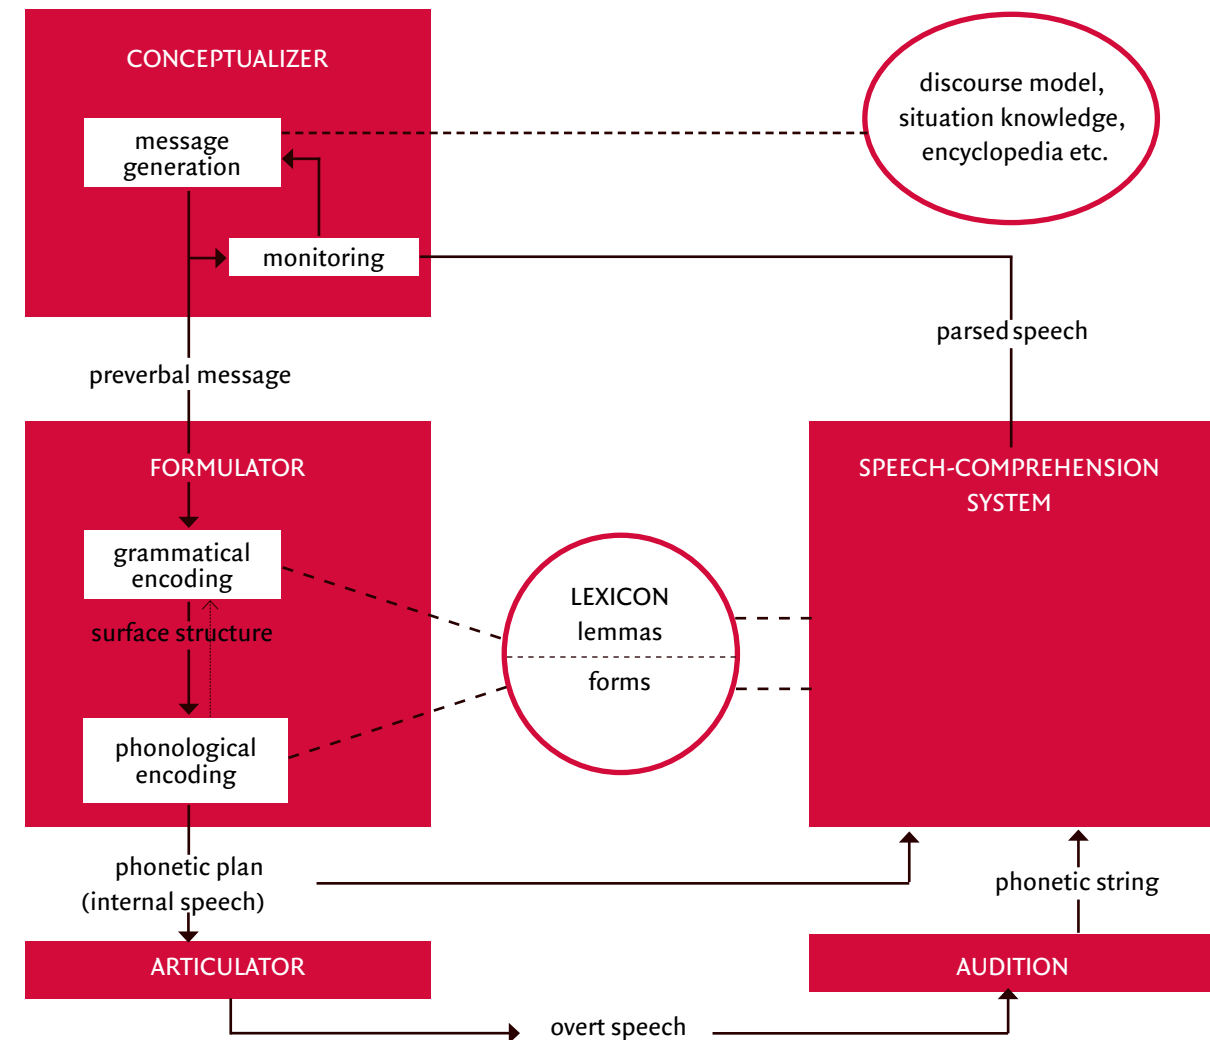 CONCEPTUALIZER
message
generation
monitoring
discourse model,
situation knowledge,
encyclopedia etc.
parsed speech
preverbal message
FORMULATOR
grammatical
encoding
surface structure
phonological
encoding
LEXICON
lemmas
forms
SPEECH-COMPREHENSION
SYSTEM
phonetic plan
(internal speech)
phonetic string
ARTICULATOR
AUDITION
overt speech